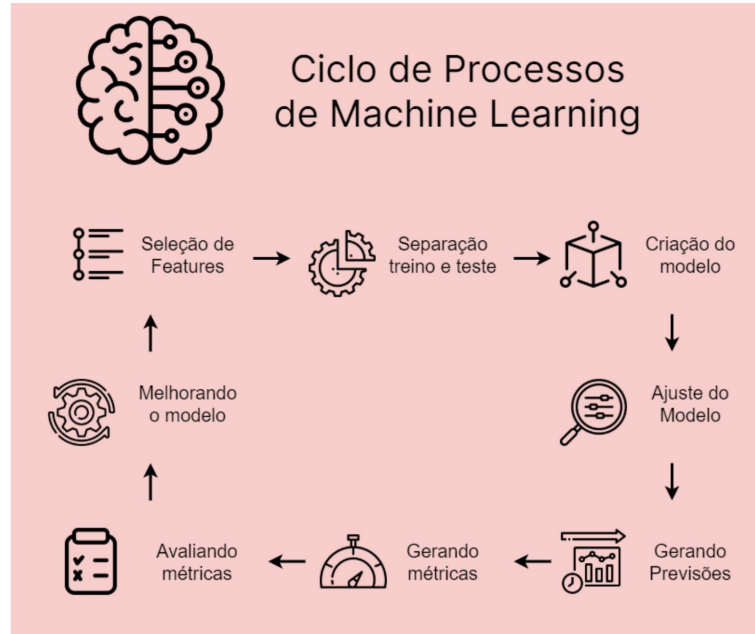 Ciclo de Processos
de Machine Learning
Seleção de
Features
Separação
treino e teste
Criação do
modelo
Ajuste do
Modelo
Gerando
Previsões
Gerando
métricas
Avaliando
métricas
Melhorando
o modelo